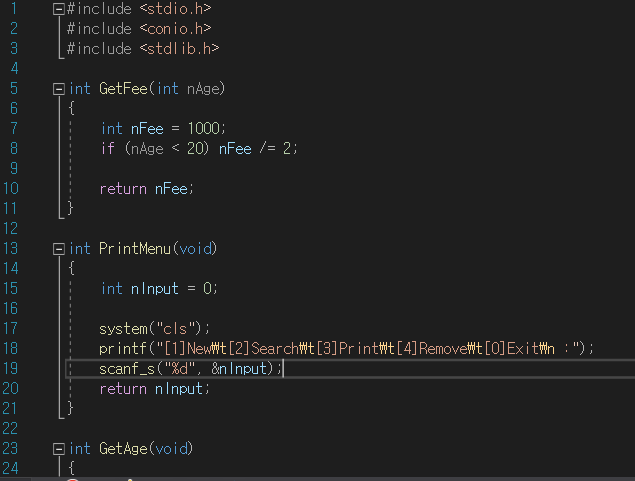 1 #include <stdio.h>
2 #include <conio.h>
3 #include <stdlib.h>
4
5 int GetFee(int nAge)
6 {
7 int nFee = 1000;
8 if (nAge < 20) nFee /= 2;
9
10 return nFee;
11 }
12
13 int PrintMenu(void)
14 {
15 int nInput = 0;
16
17 system("cls");
18 printf("[1]New₩t[2]Search₩t[3]Print₩t[4]Remove₩t[0]Exit₩n :");
19 scanf_s("%d", &nInput);
20 return nInput;
21 }
22
23 int GetAge(void)
24 {